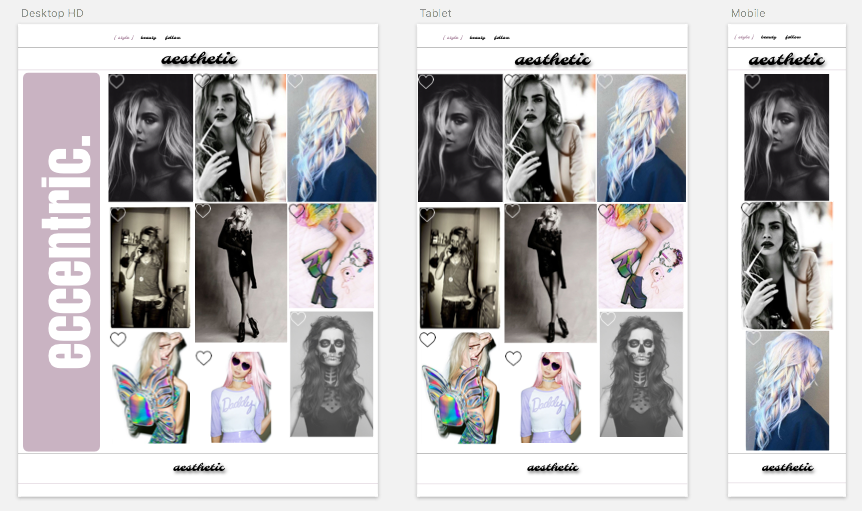 Desktop HD
( style ) beauty follow
aesthetic
eccentric.
Daddy
aesthetic
Tablet
( style ) beauty follow
aesthetic
Daddy
aesthetic
Mobile
( style ) beauty follow
aesthetic
aesthetic